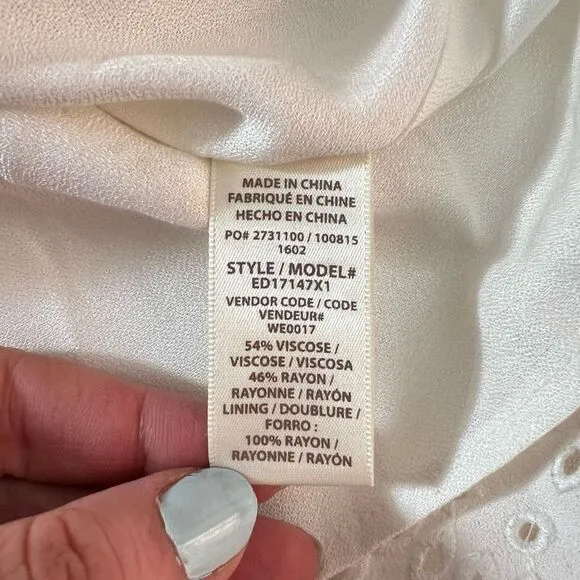 MADE IN CHINA
FABRIQUÉ EN CHINE
HECHO EN CHINA
PO# 2731100 / 100815
1602
STYLE / MODEL#
ED17147X1
VENDOR CODE / CODE
VENDEUR#
WE0017
54% VISCOSE /
VISCOSE / VISCOSA
46% RAYON /
RAYONNE / RAYÓN
LINING / DOUBLURE /
FORRO :
100% RAYON /
RAYONNE / RAYÓN